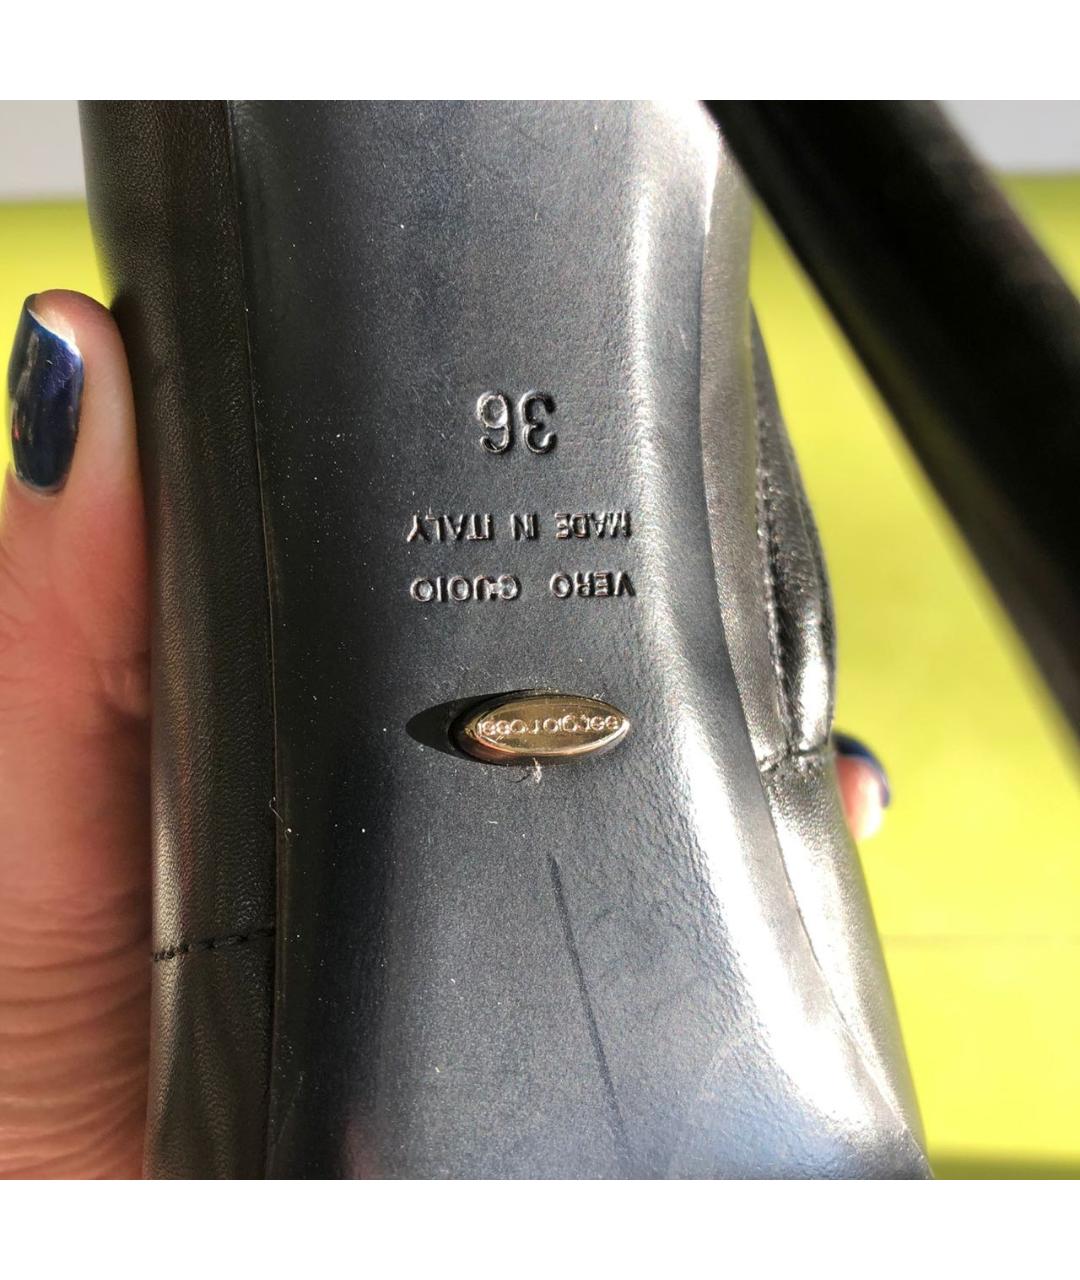 sergio rossi
VERO CUOIO
MADE IN ITALY
36